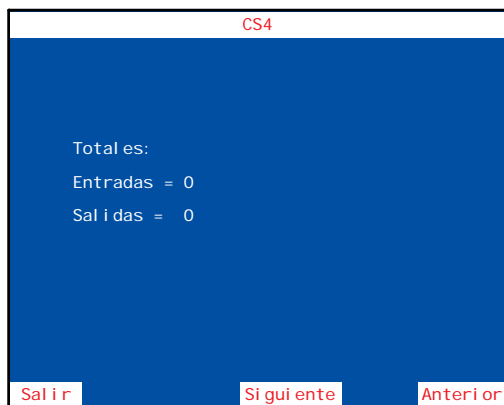 CS4
Totales:
Entradas = 0
Salidas = 0
Salir Siguiente Anterior